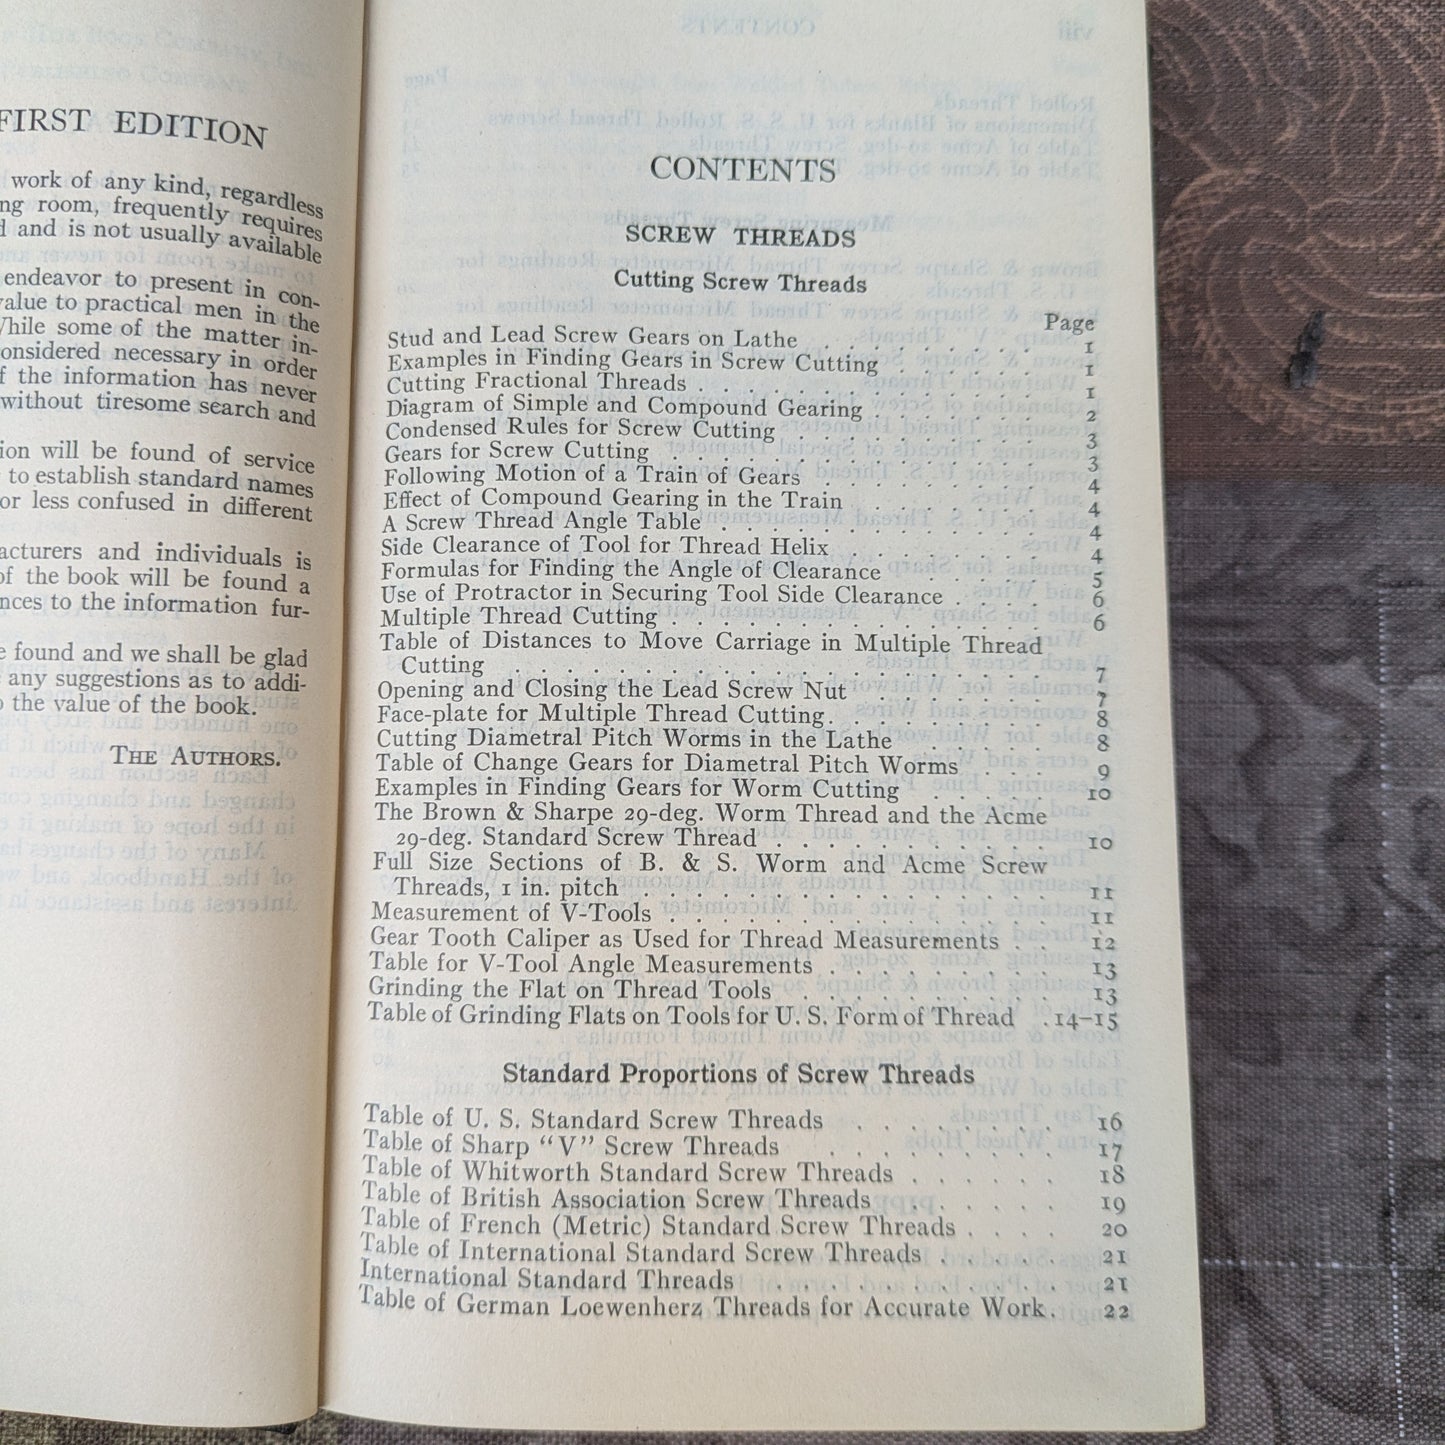 FIRST EDITION
work of any kind, regardless
ng room, frequently requires
d and is not usually available
endeavor to present in con-
value to practical men in the
While some of the matter in-
onsidered necessary in order
f the information has never
without tiresome search and
ion will be found of service
to establish standard names
or less confused in different
acturers and individuals is
of the book will be found a
nces to the information fur-
e found and we shall be glad
any suggestions as to addi-
o the value of the book.
THE AUTHORS.
CONTENTS
SCREW THREADS
Cutting Screw Threads
Page
Stud and Lead Screw Gears on Lathe . . . . . . . . . . 1
Examples in Finding Gears in Screw Cutting . . . . . . 1
Cutting Fractional Threads . . . . . . . . . . . . . 1
Diagram of Simple and Compound Gearing . . . . . . . 2
Condensed Rules for Screw Cutting . . . . . . . . . . 3
Gears for Screw Cutting . . . . . . . . . . . . . . 3
Following Motion of a Train of Gears . . . . . . . . . 4
Effect of Compound Gearing in the Train . . . . . . . 4
A Screw Thread Angle Table . . . . . . . . . . . . . 4
Side Clearance of Tool for Thread Helix . . . . . . . 4
Formulas for Finding the Angle of Clearance . . . . . 5
Use of Protractor in Securing Tool Side Clearance . . . 6
Multiple Thread Cutting . . . . . . . . . . . . . . 6
Table of Distances to Move Carriage in Multiple Thread
Cutting . . . . . . . . . . . . . . . . . . . . 7
Opening and Closing the Lead Screw Nut . . . . . . . 7
Face-plate for Multiple Thread Cutting. . . . . . . . 8
Cutting Diametral Pitch Worms in the Lathe . . . . . 8
Table of Change Gears for Diametral Pitch Worms . . . 9
Examples in Finding Gears for Worm Cutting . . . . . 10
The Brown & Sharpe 29-deg. Worm Thread and the Acme
29-deg. Standard Screw Thread . . . . . . . . . . 10
Full Size Sections of B. & S. Worm and Acme Screw
Threads, 1 in. pitch . . . . . . . . . . . . . . . 11
Measurement of V-Tools . . . . . . . . . . . . . . 11
Gear Tooth Caliper as Used for Thread Measurements . . 12
Table for V-Tool Angle Measurements . . . . . . . . 13
Grinding the Flat on Thread Tools . . . . . . . . . . 13
Table of Grinding Flats on Tools for U. S. Form of Thread . 14–15
Standard Proportions of Screw Threads
Table of U. S. Standard Screw Threads . . . . . . . . 16
Table of Sharp "V" Screw Threads . . . . . . . . . 17
Table of Whitworth Standard Screw Threads . . . . . . 18
Table of British Association Screw Threads . . . . . . 19
Table of French (Metric) Standard Screw Threads . . . . 20
Table of International Standard Screw Threads . . . . . 21
International Standard Threads . . . . . . . . . . . 21
Table of German Loewenherz Threads for Accurate Work. 22